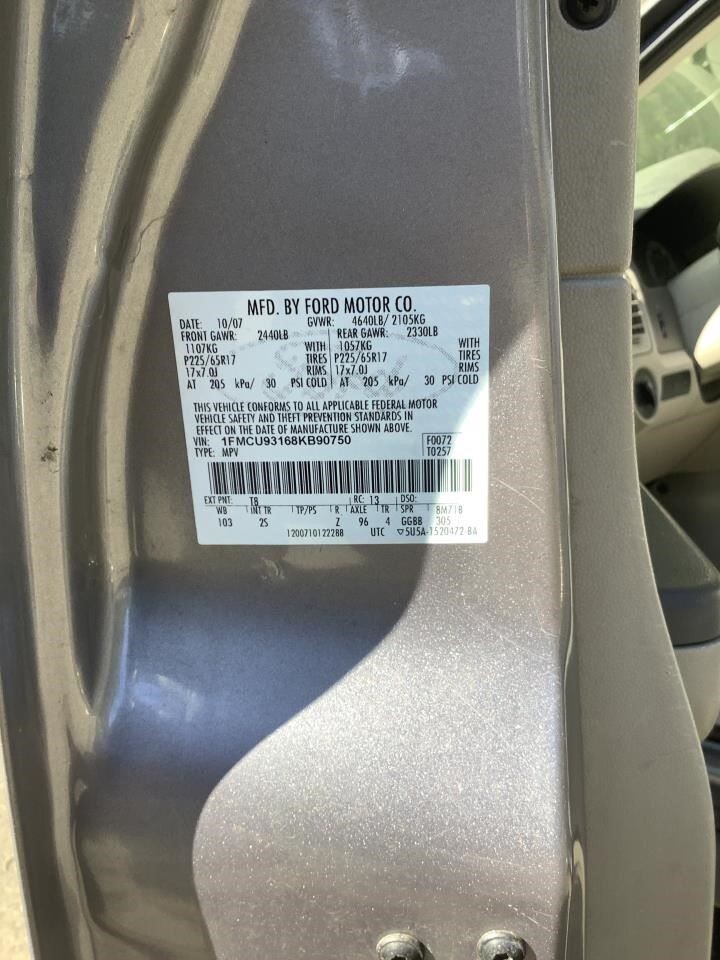 MFD. BY FORD MOTOR CO.
DATE: 10/07 GVWR: 4640LB/ 2105KG
FRONT GAWR: 2440LB REAR GAWR: 2330LB
1107KG WITH 1057KG WITH
P225/65R17 TIRES P225/65R17 TIRES
17x7.0J RIMS 17x7.0J RIMS
AT 205 kPa/ 30 PSI COLD AT 205 kPa/ 30 PSI COLD
THIS VEHICLE CONFORMS TO ALL APPLICABLE FEDERAL MOTOR
VEHICLE SAFETY AND THEFT PREVENTION STANDARDS IN
EFFECT ON THE DATE OF MANUFACTURE SHOWN ABOVE.
VIN: 1FMCU93168KB90750 F0072
TYPE: MPV T0257
EXT PNT: T8 RC: 13 DSO:
WB INT TR TP/PS R AXLE TR SPR 8M71B
103 2S Z 96 4 GGBB 305
1200710122288 UTC ▽5U5A-1520472-BA